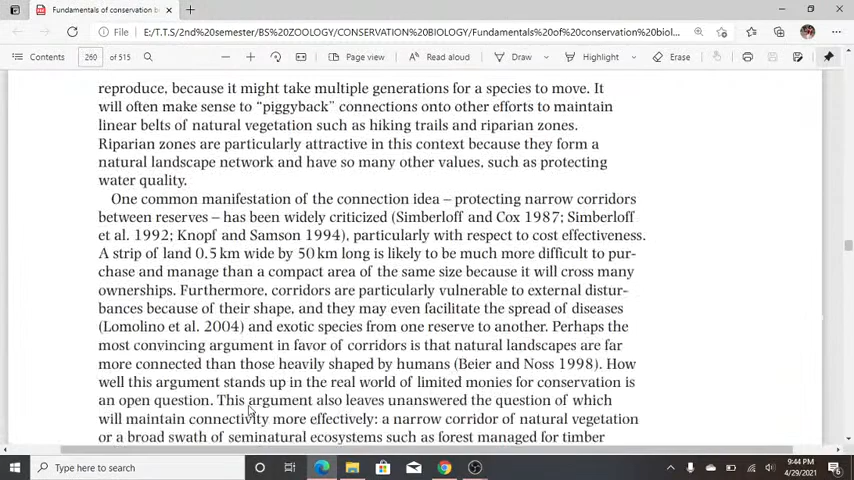 Fundamentals of conservation b
File
E:/T.T.S/2nd%20semester/BS%20ZOOLOGY/CONSERVATION%20BIOLOGY/Fundamentals%20of%20conservation%20biol...
Contents 260 of 515 Page view Read aloud Draw Highlight Erase
reproduce, because it might take multiple generations for a species to move. It
will often make sense to “piggyback” connections onto other efforts to maintain
linear belts of natural vegetation such as hiking trails and riparian zones.
Riparian zones are particularly attractive in this context because they form a
natural landscape network and have so many other values, such as protecting
water quality.
One common manifestation of the connection idea – protecting narrow corridors
between reserves – has been widely criticized (Simberloff and Cox 1987; Simberloff
et al. 1992; Knopf and Samson 1994), particularly with respect to cost effectiveness.
A strip of land 0.5 km wide by 50 km long is likely to be much more difficult to pur-
chase and manage than a compact area of the same size because it will cross many
ownerships. Furthermore, corridors are particularly vulnerable to external distur-
bances because of their shape, and they may even facilitate the spread of diseases
(Lomolino et al. 2004) and exotic species from one reserve to another. Perhaps the
most convincing argument in favor of corridors is that natural landscapes are far
more connected than those heavily shaped by humans (Beier and Noss 1998). How
well this argument stands up in the real world of limited monies for conservation is
an open question. This argument also leaves unanswered the question of which
will maintain connectivity more effectively: a narrow corridor of natural vegetation
or a broad swath of seminatural ecosystems such as forest managed for timber
Type here to search
9:44 PM
4/29/2021